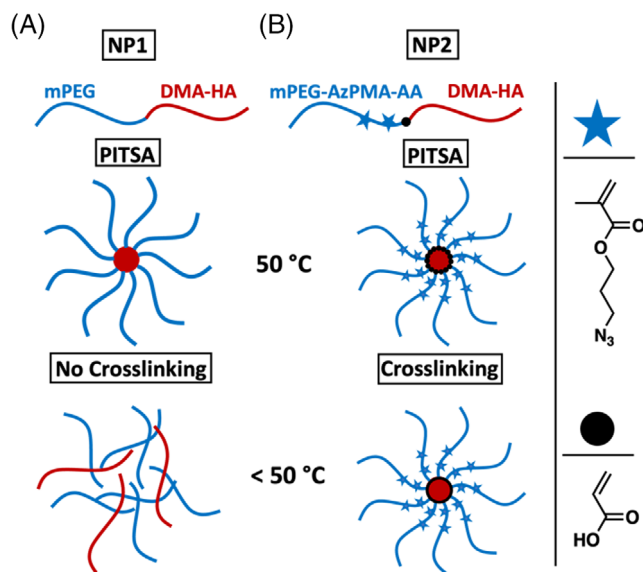 (A)
NP1
mPEG
DMA-HA
PITSA
No Crosslinking
(B)
NP2
mPEG-AzPMA-AA
DMA-HA
PITSA
50 °C
Crosslinking
< 50 °C
O
O
N3
O
HO